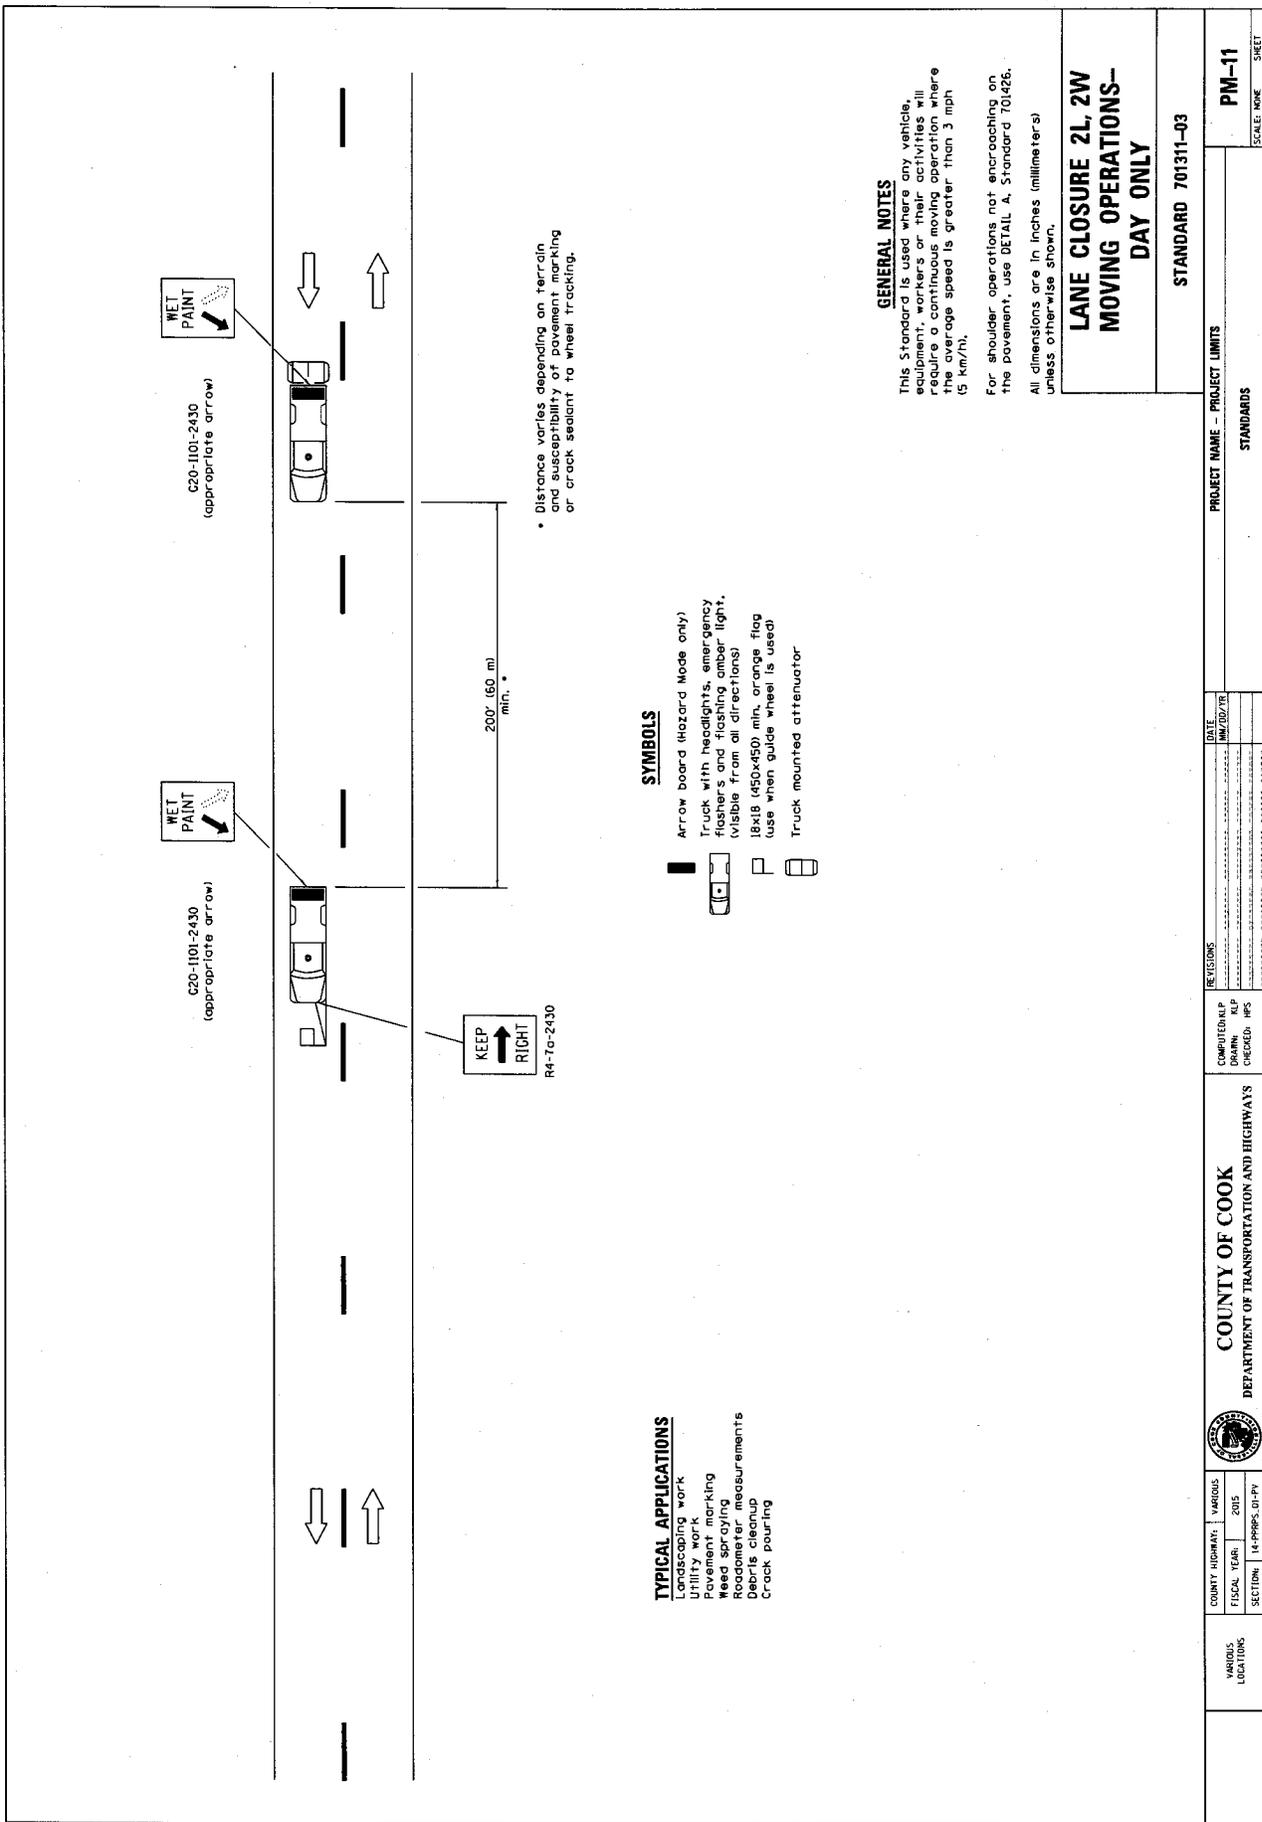 G20-I101-2430
(appropriate arrow)
WET
PAINT
G20-I101-2430
(appropriate arrow)
WET
PAINT
KEEP
RIGHT
R4-7a-2430
200' (60 m)
min. *
* Distance varies depending on terrain
and susceptibility of pavement marking
or crack sealant to wheel tracking.
TYPICAL APPLICATIONS
Landscaping work
Utility work
Pavement marking
Weed spraying
Roadometer measurements
Debris cleanup
Crack pouring
SYMBOLS
Arrow board (Hazard Mode only)
Truck with headlights, emergency
flashers and flashing amber light.
(visible from all directions)
18x18 (450x450) min. orange flag
(use when guide wheel is used)
Truck mounted attenuator
GENERAL NOTES
This Standard is used where any vehicle,
equipment, workers or their activities will
require a continuous moving operation where
the average speed is greater than 3 mph
(5 km/h).
For shoulder operations not encroaching on
the pavement, use DETAIL A, Standard 701426.
All dimensions are in inches (millimeters)
unless otherwise shown.
LANE CLOSURE 2L, 2W
MOVING OPERATIONS–
DAY ONLY
STANDARD 701311–03
VARIOUS
LOCATIONS
COUNTY HIGHWAY: VARIOUS
FISCAL YEAR: 2015
SECTION: 14-PPRPS-01-PV
COUNTY OF COOK
DEPARTMENT OF TRANSPORTATION AND HIGHWAYS
COMPUTED: KLP
DRAWN: KLP
CHECKED: HPS
REVISIONS
DATE
MM/DD/YR
PROJECT NAME – PROJECT LIMITS
STANDARDS
PM–11
SCALE: NONE
SHEET